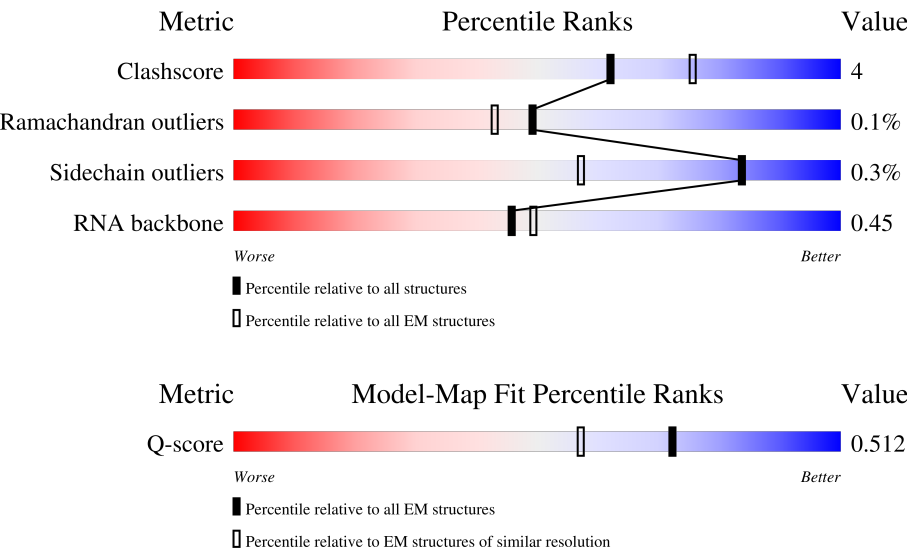 Metric Percentile Ranks Value
Clashscore 4
Ramachandran outliers 0.1%
Sidechain outliers 0.3%
RNA backbone 0.45
Worse Better
Percentile relative to all structures
Percentile relative to all EM structures
Metric Model-Map Fit Percentile Ranks Value
Q-score 0.512
Worse Better
Percentile relative to all EM structures
Percentile relative to EM structures of similar resolution